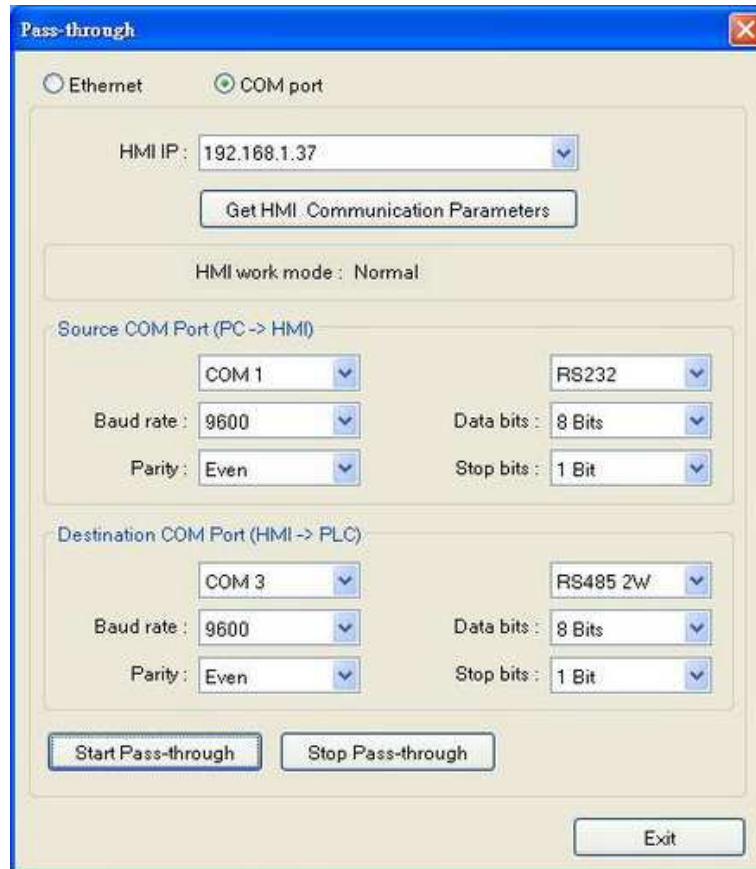 Pass-through
Ethernet COM port
HMI IP : 192.168.1.37
Get HMI Communication Parameters
HMI work mode : Normal
Source COM Port (PC -> HMI)
COM 1 RS232
Baud rate : 9600 Data bits : 8 Bits
Parity : Even Stop bits : 1 Bit
Destination COM Port (HMI -> PLC)
COM 3 RS485 2W
Baud rate : 9600 Data bits : 8 Bits
Parity : Even Stop bits : 1 Bit
Start Pass-through Stop Pass-through
Exit